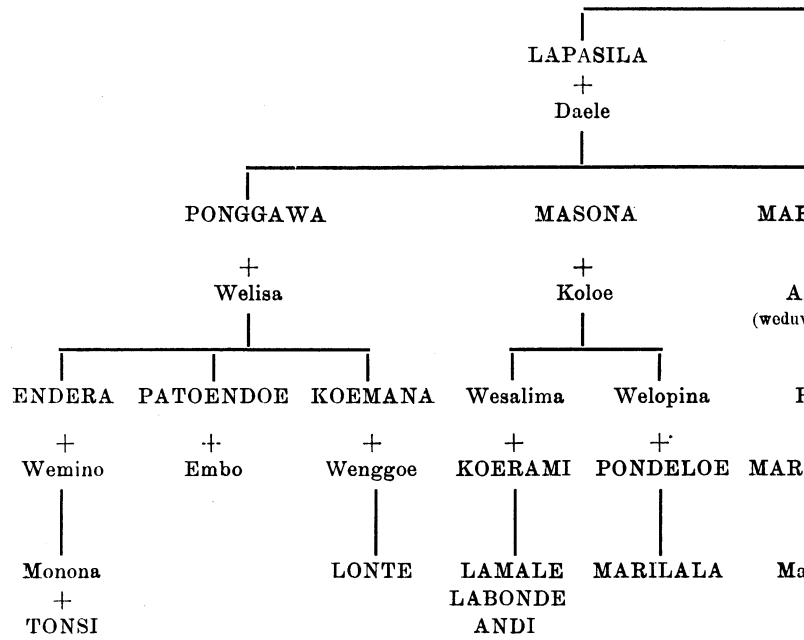 LAPASILA
+
Daele
PONGGAWA MASONA
+ +
Welisa Koloe
ENDERA PATOENDOE KOEMANA Wesalima Welopina
+ + + + +
Wemino Embo Wenggoe KOERAMI PONDELOE
Monona LONTE LAMALE MARILALA
+ LABONDE
TONSI ANDI